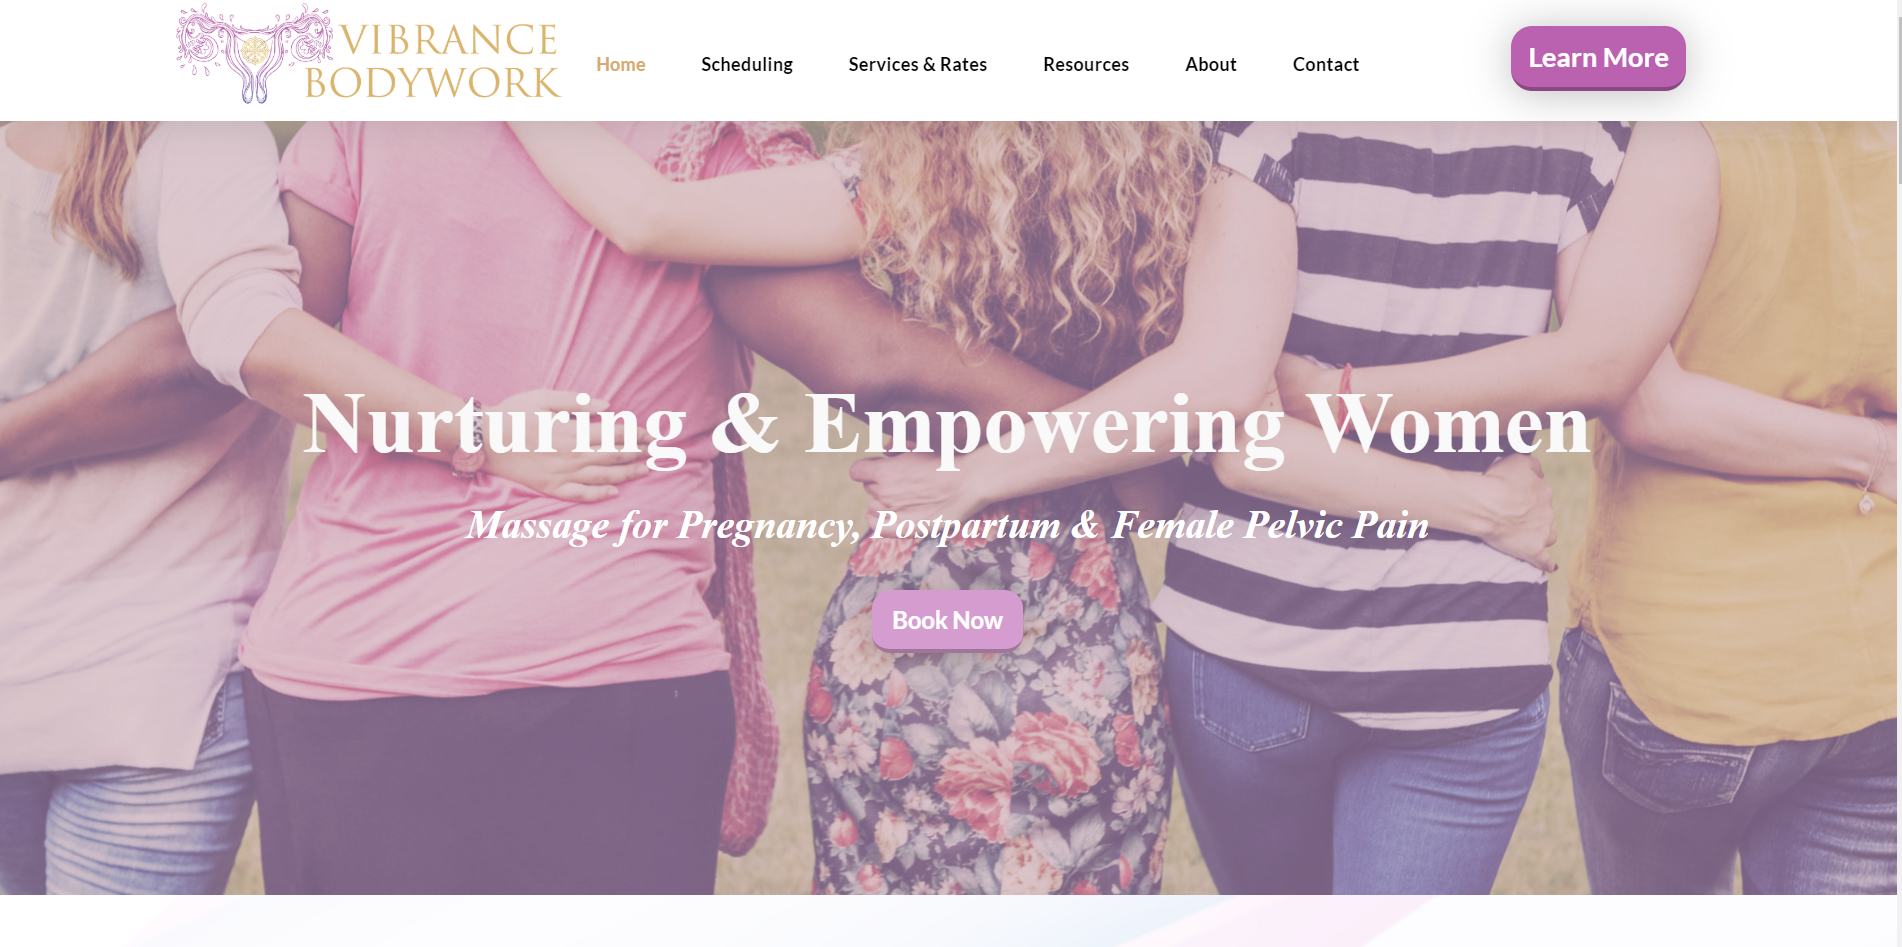 VIBRANCE
BODYWORK
Home Scheduling Services & Rates Resources About Contact
Learn More
Nurturing & Empowering Women
Massage for Pregnancy, Postpartum & Female Pelvic Pain
Book Now